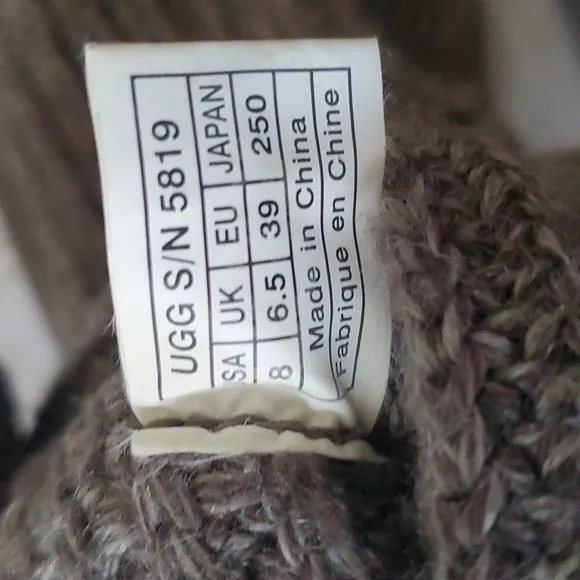 UGG S/N 5819
SA UK EU JAPAN
8 6.5 39 250
Made in China
Fabrique en Chine